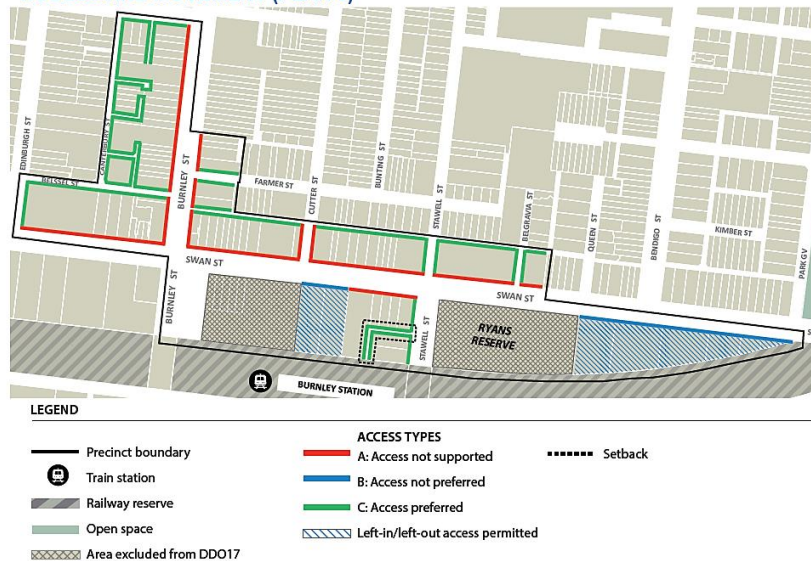 EDINBURGH ST
CANTERBURY ST
BELSSEL ST
BURNLEY ST
FARMER ST
CUTTER ST
BUNTING ST
STAWELL ST
BELGRAVIA ST
QUEEN ST
BENDIGO ST
KIMBER ST
PARK GV
SWAN ST
SWAN ST
BURNLEY ST
STAWELL ST
RYANS
RESERVE
BURNLEY STATION
LEGEND
Precinct boundary
Train station
Railway reserve
Open space
Area excluded from DDO17
ACCESS TYPES
A: Access not supported
B: Access not preferred
C: Access preferred
Left-in/left-out access permitted
Setback